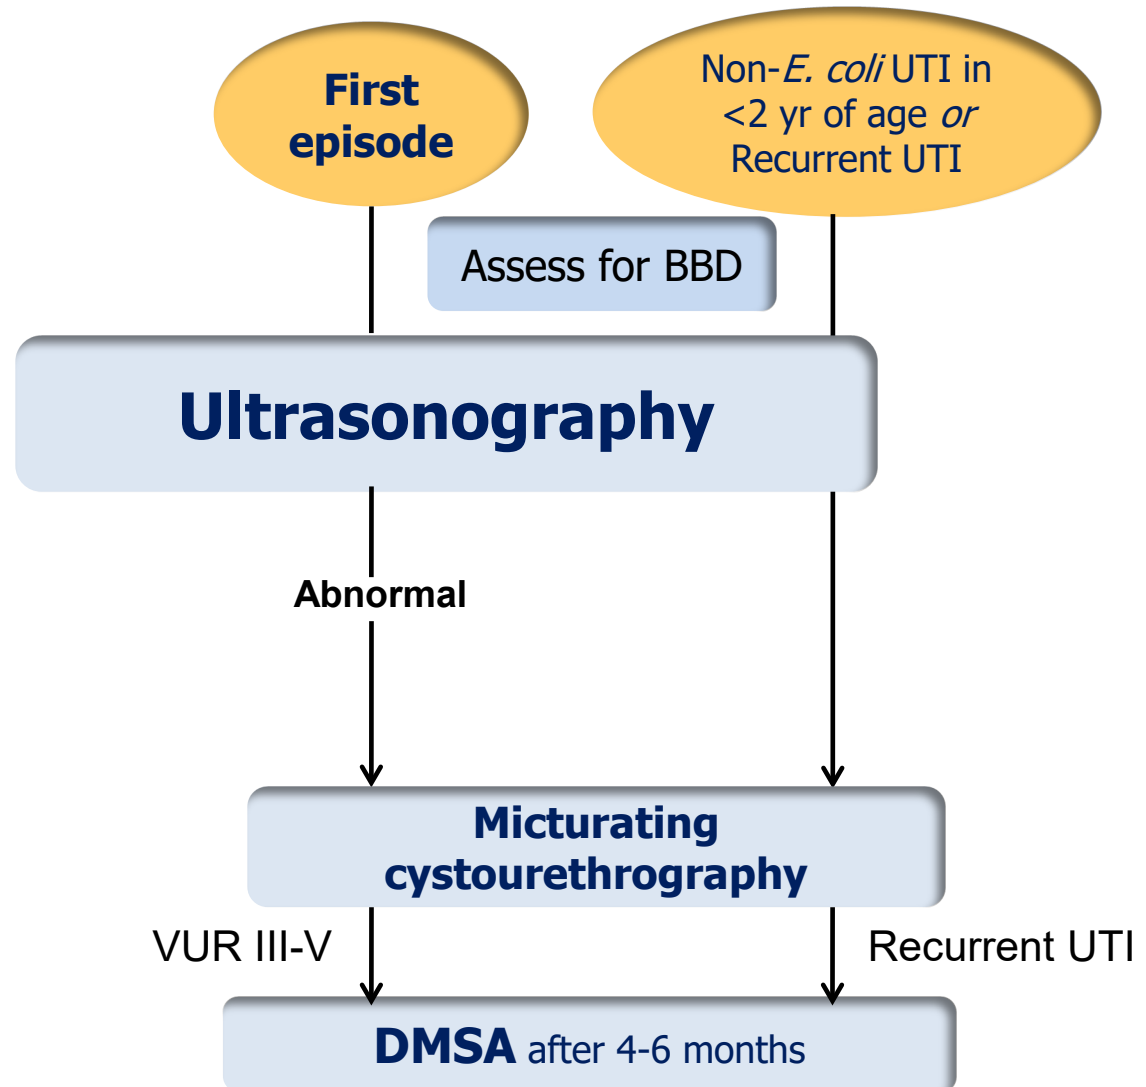 First
episode
Non-E. coli UTI in
<2 yr of age or
Recurrent UTI
Assess for BBD
Ultrasonography
Abnormal
Micturating
cystourethrography
VUR III-V
Recurrent UTI
DMSA after 4-6 months